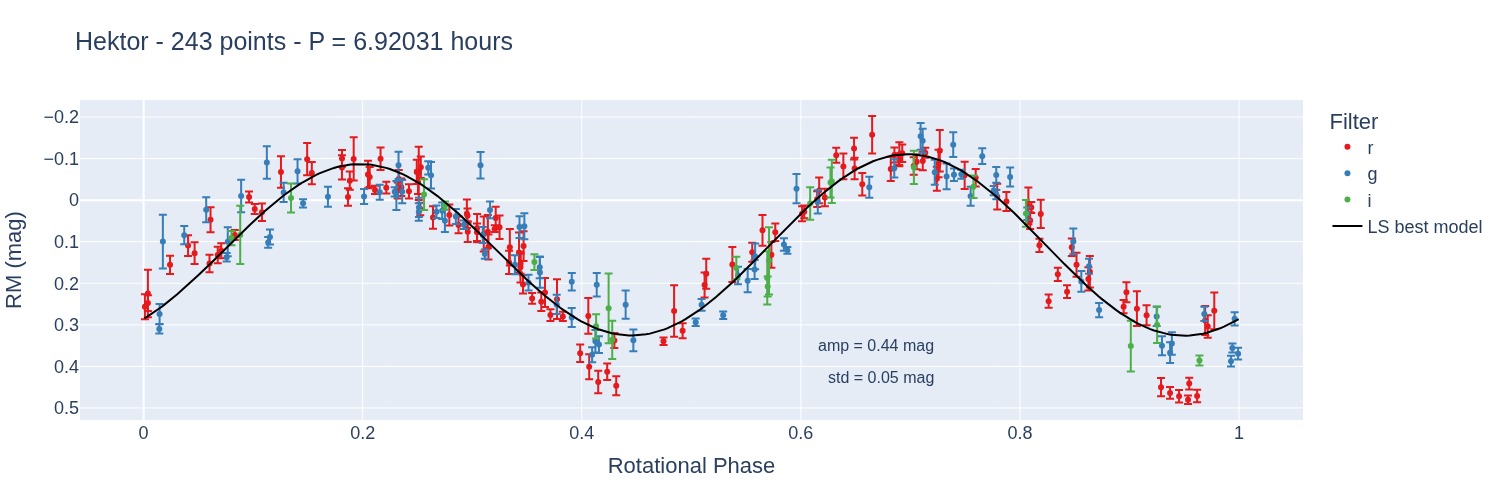 Hektor - 243 points - P = 6.92031 hours
Filter
r
g
i
LS best model
RM (mag)
−0.2
−0.1
0
0.1
0.2
0.3
0.4
0.5
amp = 0.44 mag
std = 0.05 mag
0 0.2 0.4 0.6 0.8 1
Rotational Phase